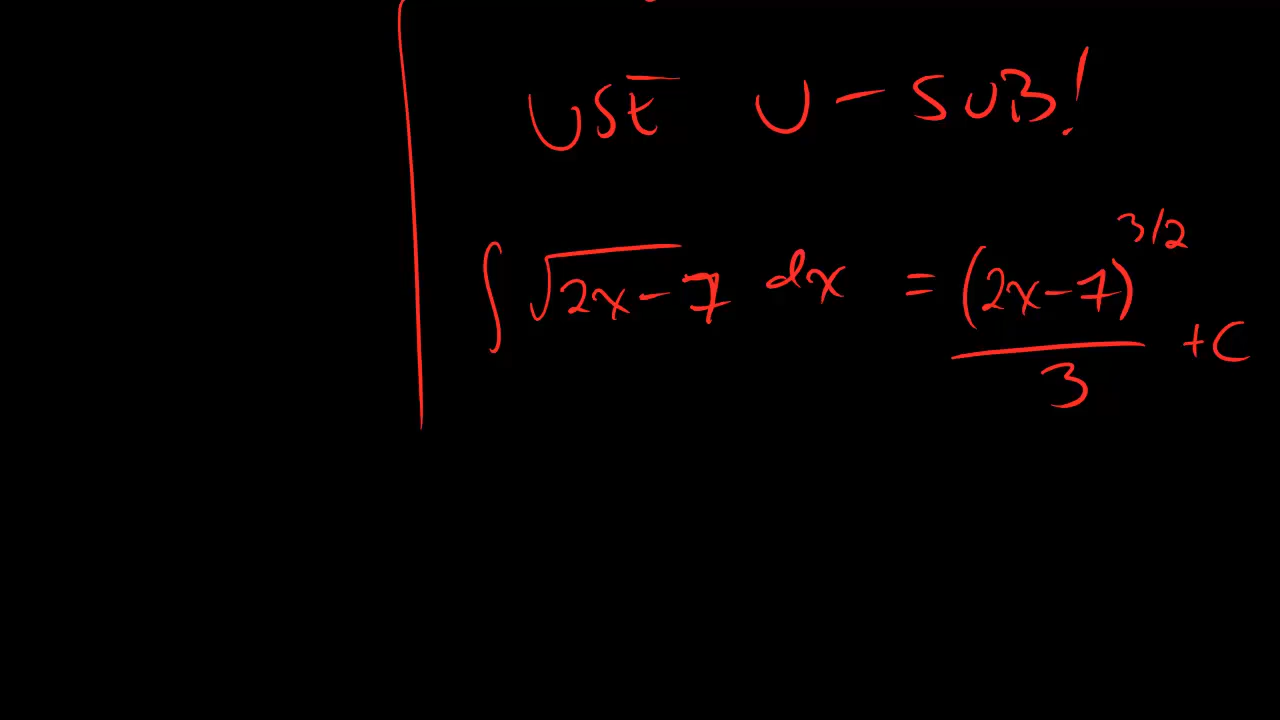 USE U - SUB!
∫ √2x-7 dx = (2x-7)^3/2 / 3 + C